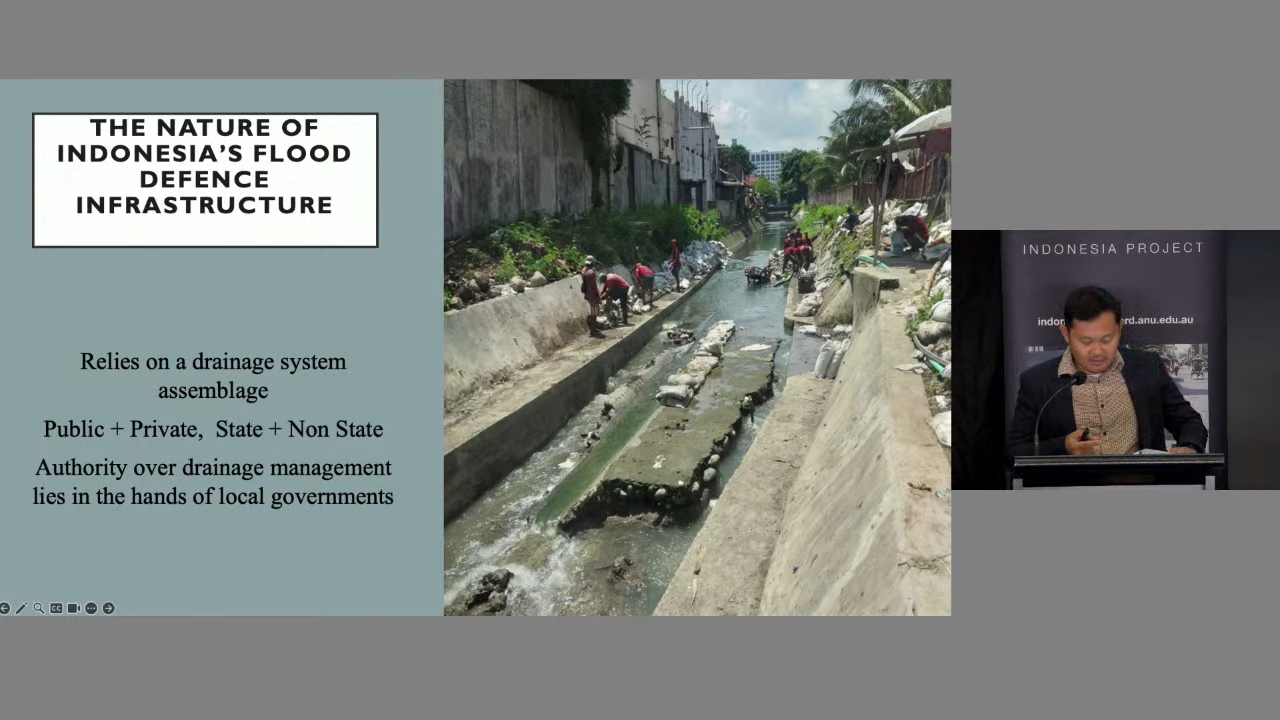 THE NATURE OF
INDONESIA'S FLOOD
DEFENCE
INFRASTRUCTURE
Relies on a drainage system
assemblage
Public + Private, State + Non State
Authority over drainage management
lies in the hands of local governments
INDONESIA PROJECT